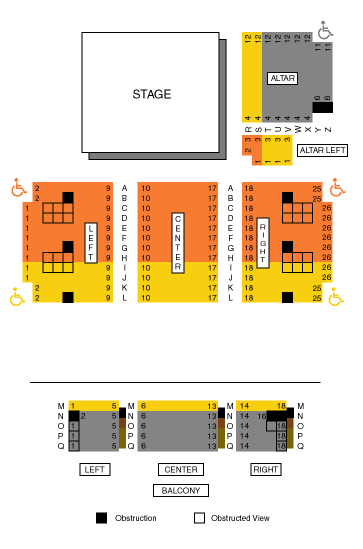 STAGE
12 12 12 12 12 12
11 11
ALTAR
6 6
4 4 4 4 4 4 4
R S T U V W X Y Z
3 3
2 1 1 1
ALTAR LEFT
2 9 A 10 17 A 18 25
2 9 B 10 17 B 18 25
1 9 C 10 17 C 18 26
1 9 D 10 17 D 18 26
1 9 E 10 17 E 18 26
1 9 F 10 17 F 18 26
1 9 G 10 17 G 18 26
1 9 H 10 17 H 18 26
1 9 I 10 17 I 18 26
1 9 J 10 17 J 18 26
2 9 K 10 17 K 18 25
2 9 L 10 17 L 18 25
LEFT
CENTER
RIGHT
M 1 5 M 6 13 M 14 18 M
N 2 5 N 6 13 N 14 16 N
O 1 5 O 6 13 O 14 18 O
P 1 5 P 6 13 P 14 18 P
Q 1 5 Q 6 13 Q 14 18 Q
LEFT CENTER RIGHT
BALCONY
Obstruction Obstructed View